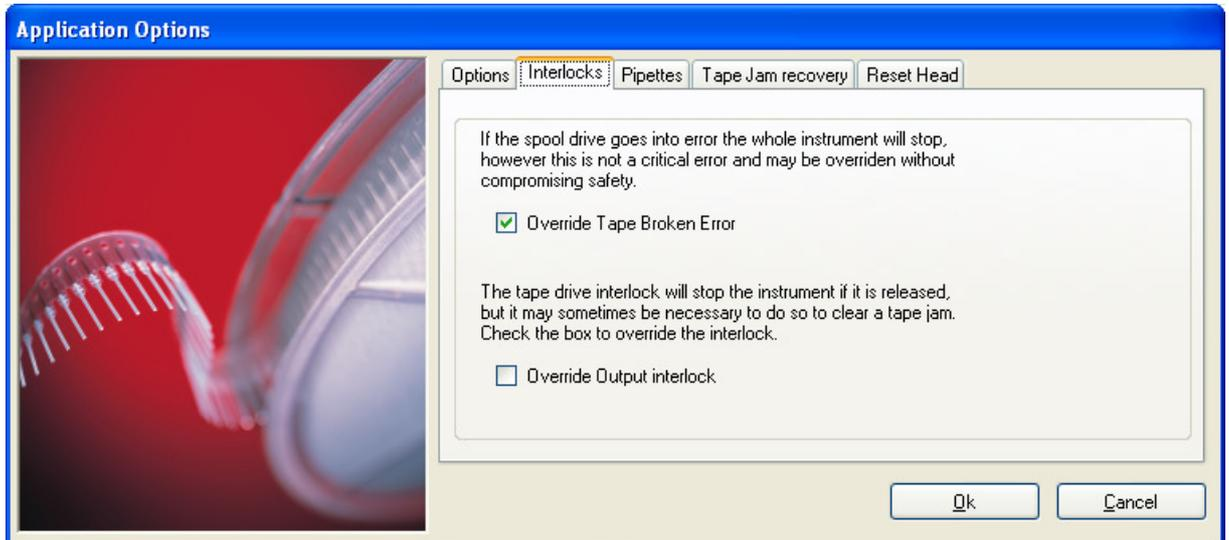 Application Options
Options Interlocks Pipettes Tape Jam recovery Reset Head
If the spool drive goes into error the whole instrument will stop,
however this is not a critical error and may be overriden without
compromising safety.
Override Tape Broken Error
The tape drive interlock will stop the instrument if it is released,
but it may sometimes be necessary to do so to clear a tape jam.
Check the box to override the interlock.
Override Output interlock
Ok Cancel